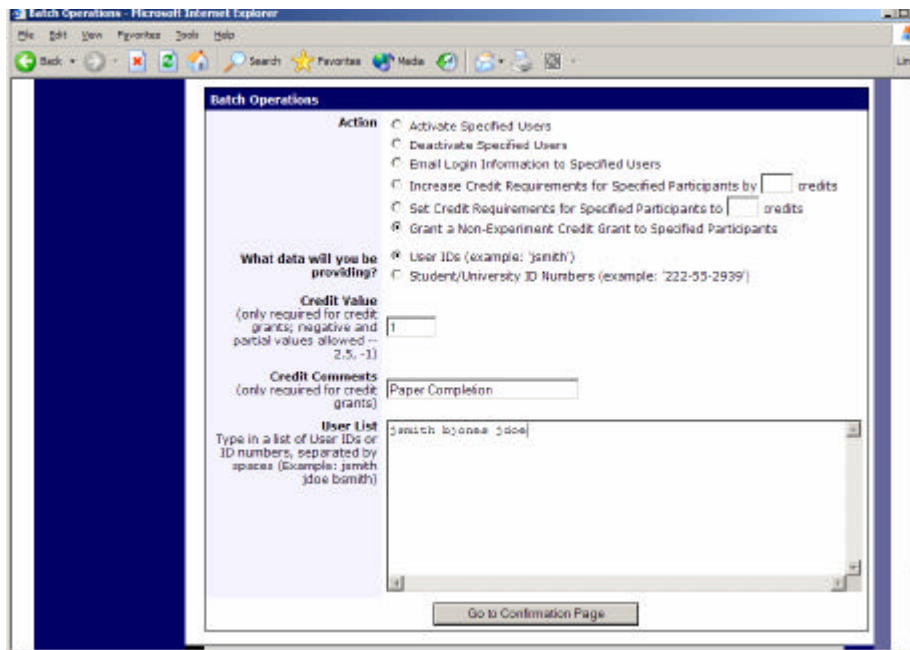 Batch Operations - Microsoft Internet Explorer
File Edit View Favorites Tools Help
Back Search Favorites Media
Batch Operations
Action
Activate Specified Users
Deactivate Specified Users
Email Login Information to Specified Users
Increase Credit Requirements for Specified Participants by credits
Set Credit Requirements for Specified Participants to credits
Grant a Non-Experiment Credit Grant to Specified Participants
What data will you be
providing?
User IDs (example: 'jsmith')
Student/University ID Numbers (example: '222-55-2939')
Credit Value
(only required for credit
grants; negative and
partial values allowed --
2.5, -1)
1
Credit Comments
(only required for credit
grants)
Paper Completion
User List
Type in a list of User IDs or
ID numbers, separated by
spaces (Example: jsmith
jdoe bsmith)
jsmith bjones jdoe
Go to Confirmation Page